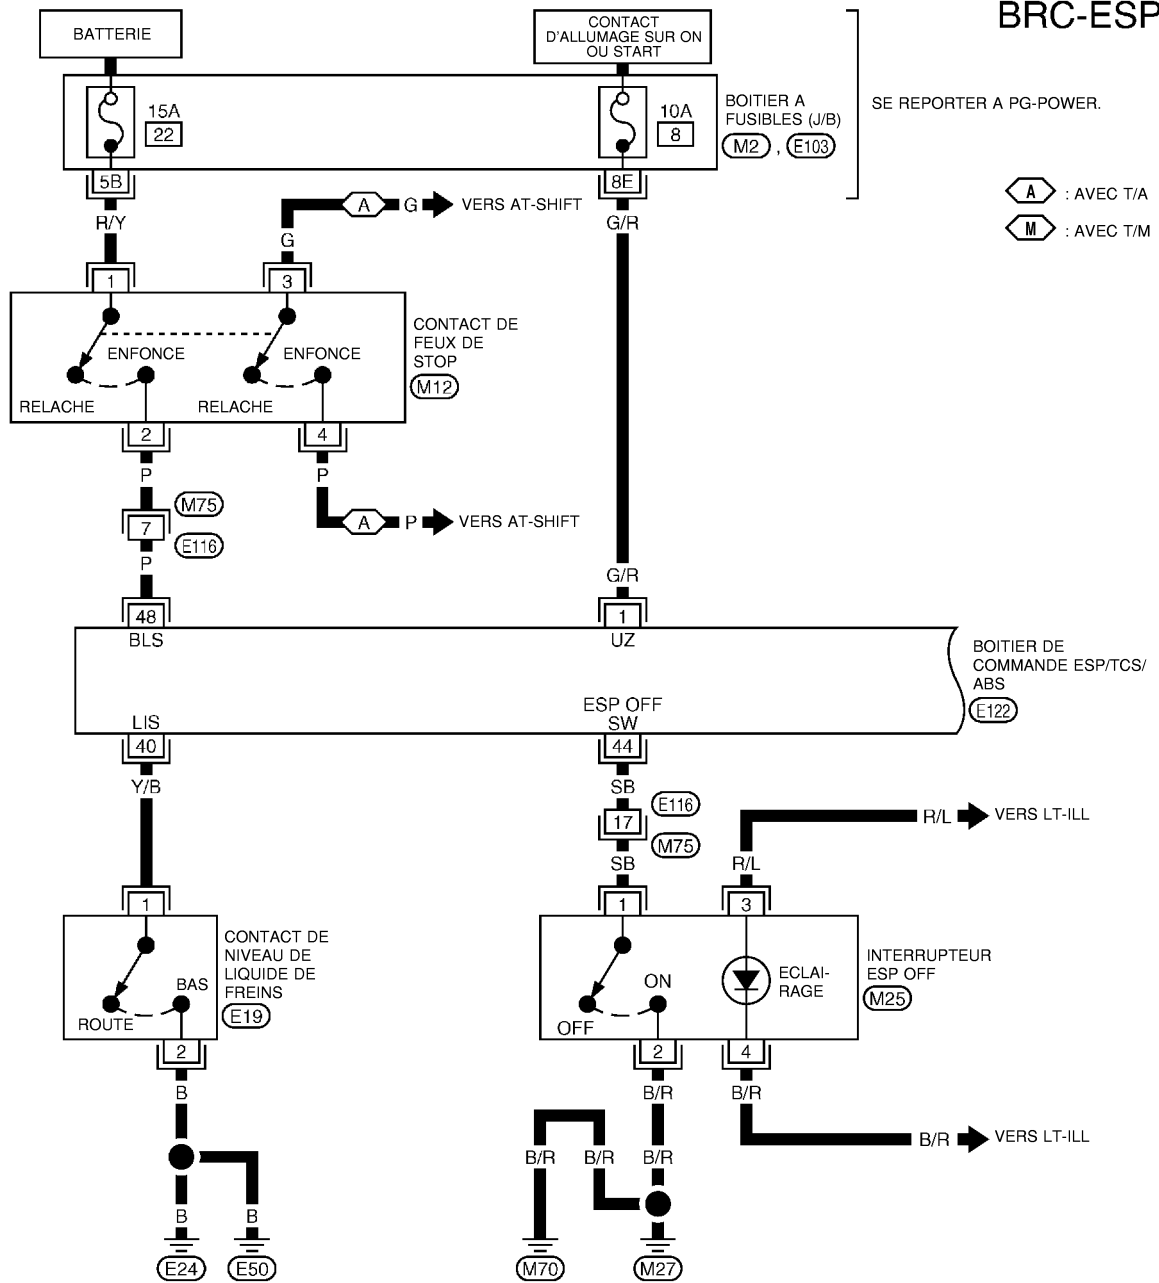 BRC-ESP
BATTERIE
CONTACT
D'ALLUMAGE SUR ON
OU START
15A
22
10A
8
BOITIER A
FUSIBLES (J/B)
M2 , E103
SE REPORTER A PG-POWER.
5B
8E
A : AVEC T/A
M : AVEC T/M
R/Y
A G VERS AT-SHIFT
G
G/R
1
3
CONTACT DE
FEUX DE
STOP
M12
ENFONCE
ENFONCE
RELACHE
RELACHE
2
4
P
P
M75
7
E116
A P VERS AT-SHIFT
P
G/R
48
1
BLS
UZ
BOITIER DE
COMMANDE ESP/TCS/
ABS
E122
LIS
ESP OFF
SW
40
44
Y/B
SB
E116
17
M75
SB
R/L VERS LT-ILL
R/L
1
1
3
CONTACT DE
NIVEAU DE
LIQUIDE DE
FREINS
E19
BAS
ROUTE
ON
OFF
ECLAI-
RAGE
INTERRUPTEUR
ESP OFF
M25
2
2
4
B
B/R
B/R
B/R VERS LT-ILL
B/R
B/R
B/R
B
B
E24
E50
M70
M27